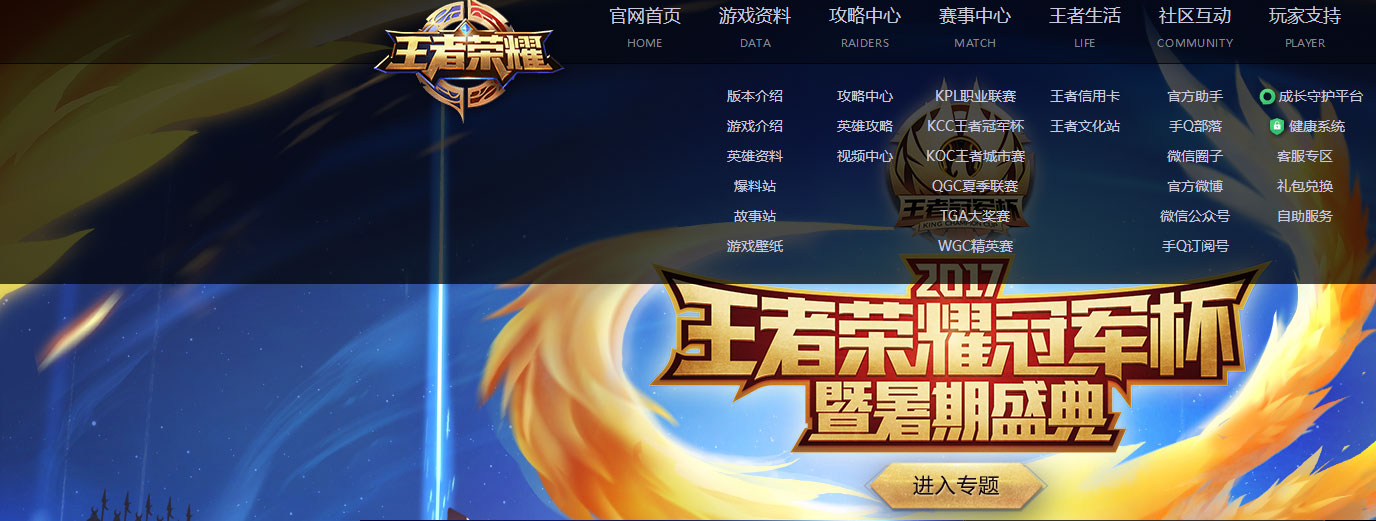 王者荣耀
官网首页 游戏资料 攻略中心 赛事中心 王者生活 社区互动 玩家支持
HOME DATA RAIDERS MATCH LIFE COMMUNITY PLAYER
版本介绍 攻略中心 KPL职业联赛 王者信用卡 官方助手 成长守护平台
游戏介绍 英雄攻略 KCC王者冠军杯 王者文化站 手Q部落 健康系统
英雄资料 视频中心 KOC王者城市赛 微信圈子 客服专区
爆料站 QGC夏季联赛 官方微博 礼包兑换
故事站 TGA大奖赛 微信公众号 自助服务
游戏壁纸 WGC精英赛 手Q订阅号
王者冠军杯
KING CHAMPION CUP
2017
王者荣耀冠军杯
暨暑期盛典
进入专题